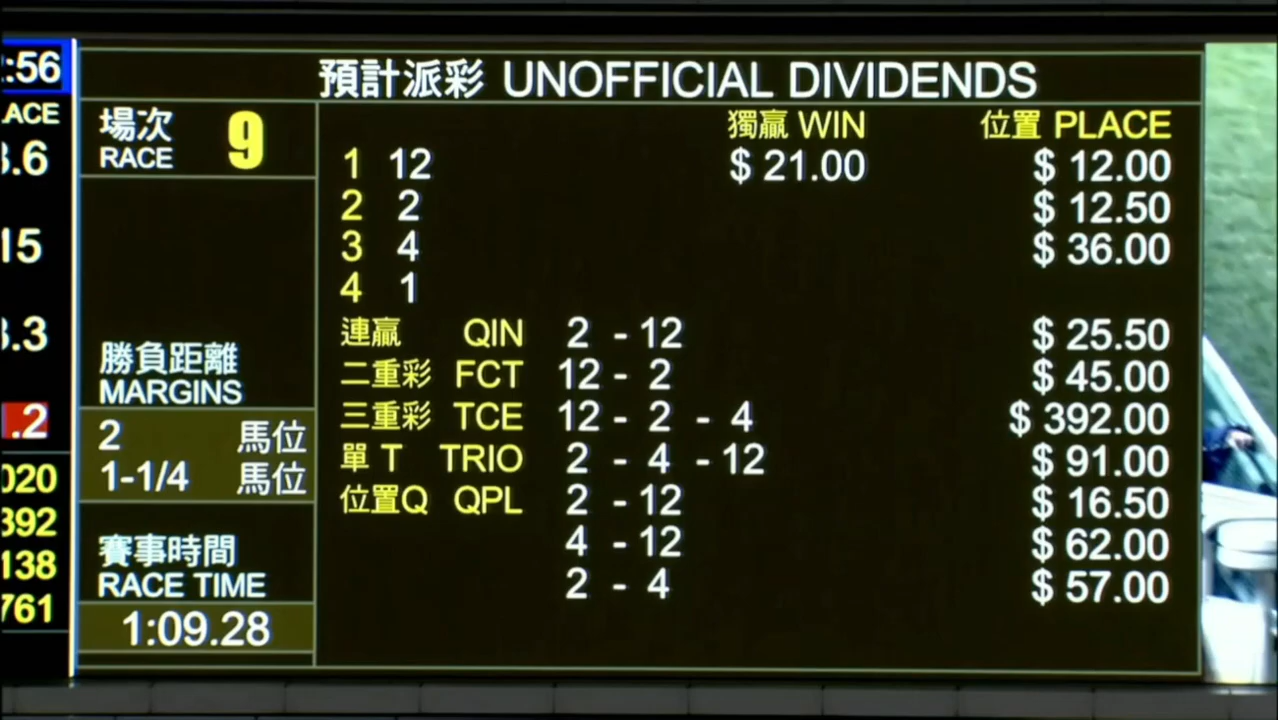 :56
ACE
.6
15
.3
.2
020
392
138
761
預計派彩 UNOFFICIAL DIVIDENDS
場次
RACE 9
獨贏 WIN 位置 PLACE
1 12 $ 21.00 $ 12.00
2 2 $ 12.50
3 4 $ 36.00
4 1
連贏 QIN 2 - 12 $ 25.50
二重彩 FCT 12 - 2 $ 45.00
三重彩 TCE 12 - 2 - 4 $ 392.00
單 T TRIO 2 - 4 - 12 $ 91.00
位置Q QPL 2 - 12 $ 16.50
4 - 12 $ 62.00
2 - 4 $ 57.00
勝負距離
MARGINS
2 馬位
1-1/4 馬位
賽事時間
RACE TIME
1:09.28